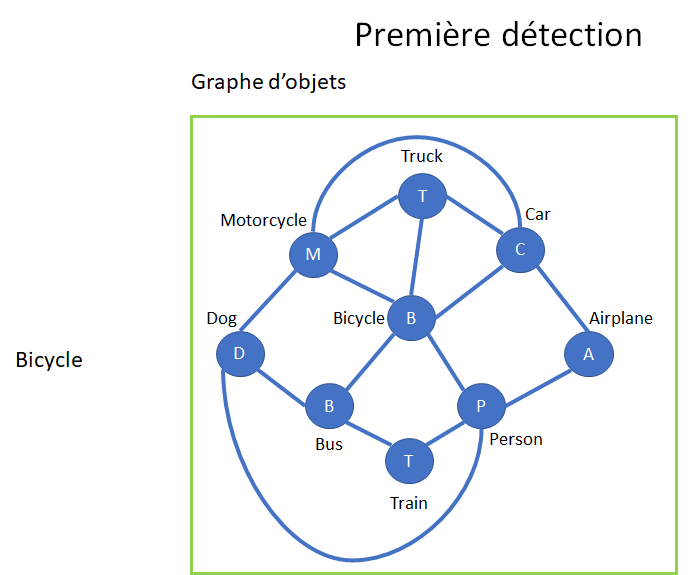 Première détection
Graphe d'objets
Truck
T
Motorcycle
Car
M
C
Dog
Bicycle
B
Airplane
Bicycle
D
A
B
P
Bus
Person
T
Train